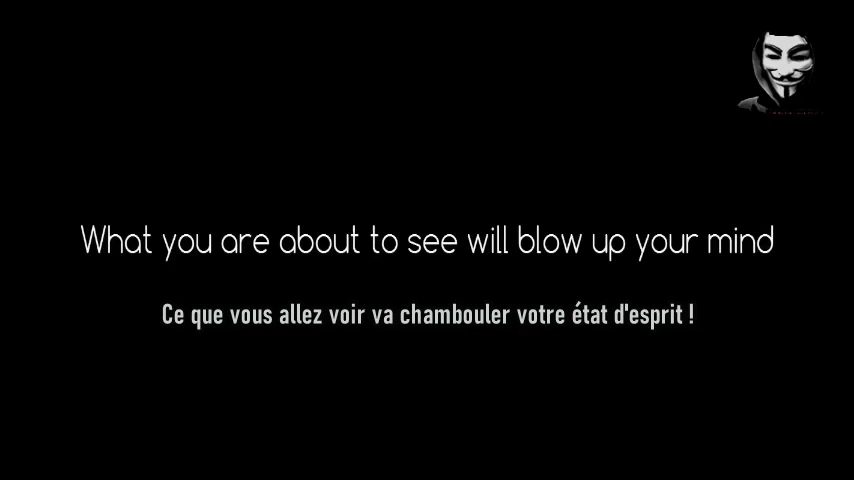 What you are about to see will blow up your mind
Ce que vous allez voir va chambouler votre état d'esprit !